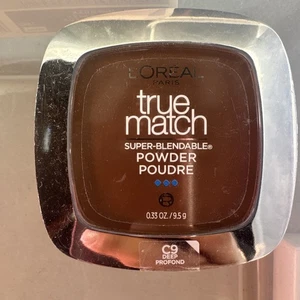 L'ORÉAL
PARIS
true
match
SUPER-BLENDABLE®
POWDER
POUDRE
0.33 OZ./9.5 g
C9
DEEP
PROFOND